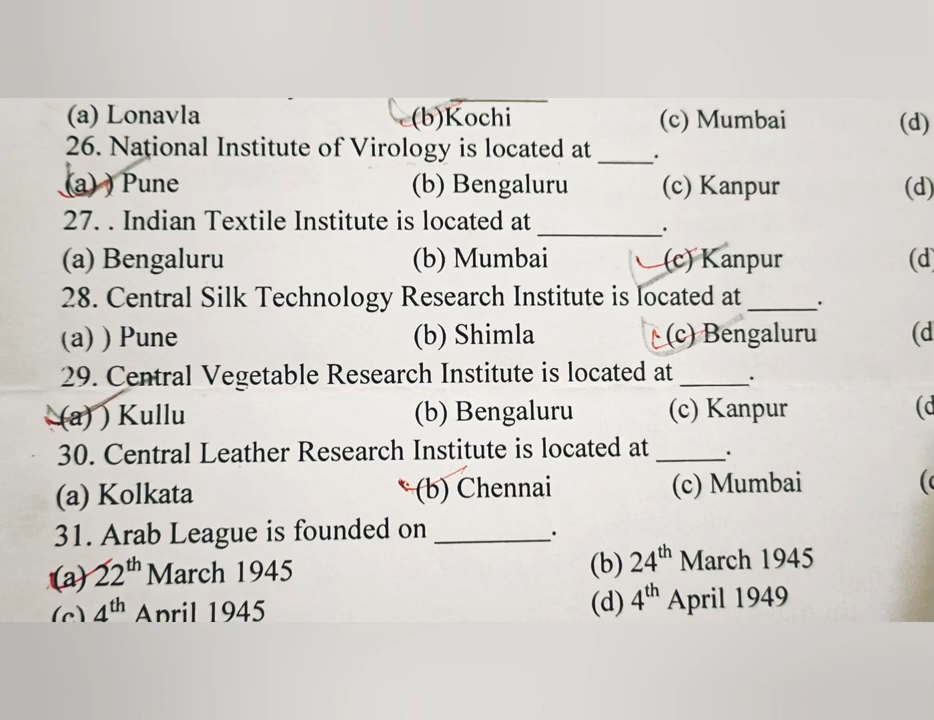 (a) Lonavla (b)Kochi (c) Mumbai (d)
26. National Institute of Virology is located at ____.
(a) ) Pune (b) Bengaluru (c) Kanpur (d)
27. . Indian Textile Institute is located at _________.
(a) Bengaluru (b) Mumbai (c) Kanpur (d)
28. Central Silk Technology Research Institute is located at _____.
(a) ) Pune (b) Shimla (c) Bengaluru (d
29. Central Vegetable Research Institute is located at _____.
(a) ) Kullu (b) Bengaluru (c) Kanpur (d
30. Central Leather Research Institute is located at _____.
(a) Kolkata (b) Chennai (c) Mumbai (
31. Arab League is founded on ________.
(a) 22th March 1945 (b) 24th March 1945
(c) 4th April 1945 (d) 4th April 1949